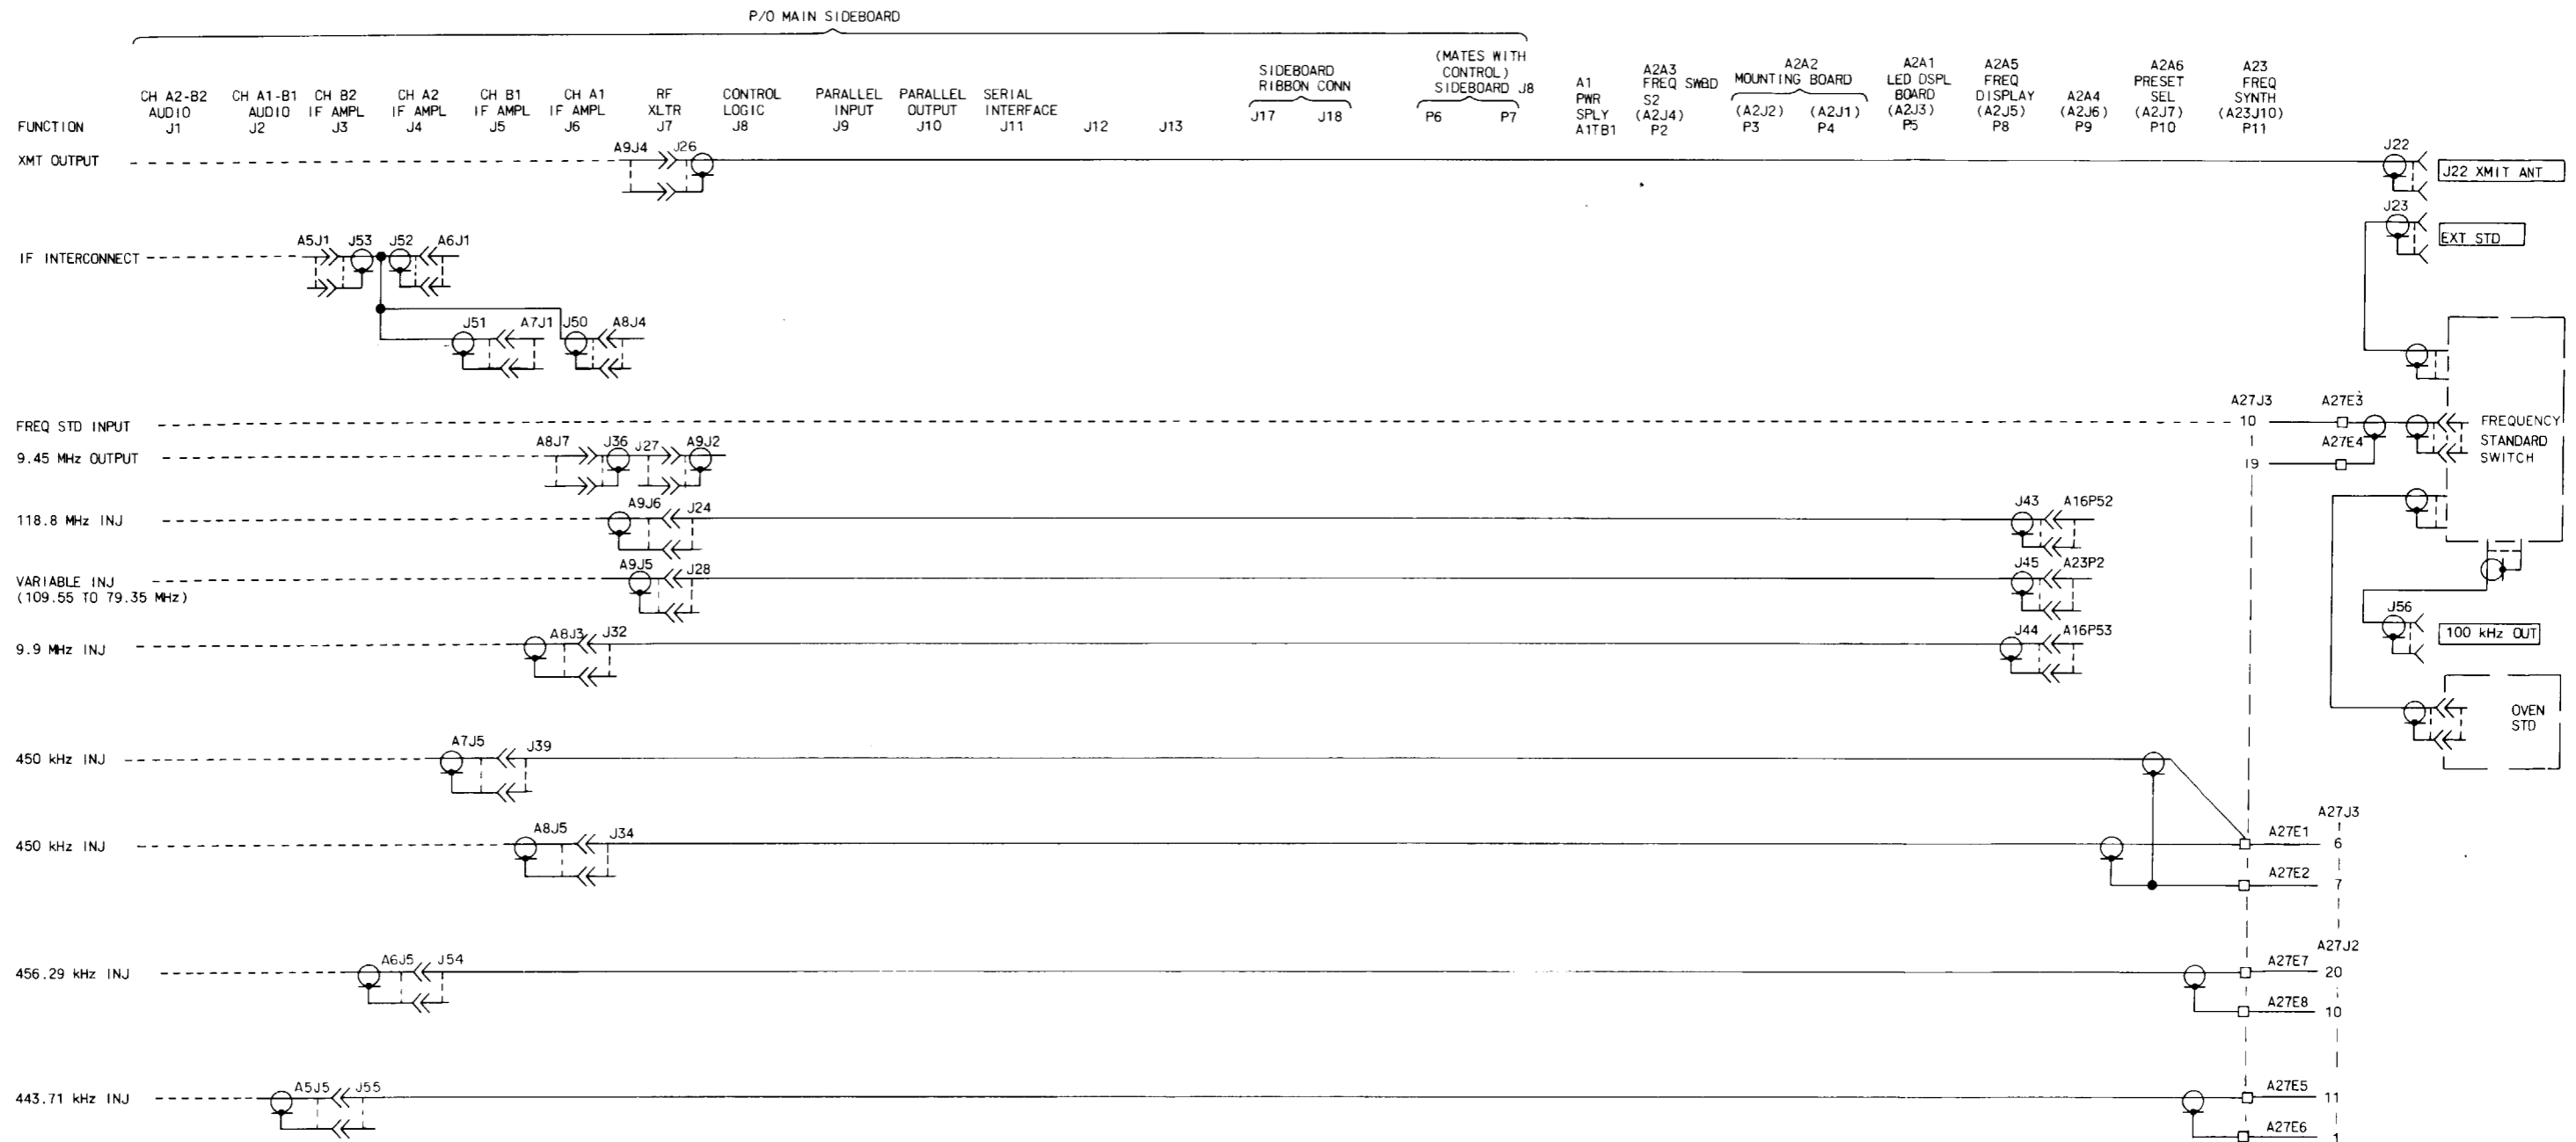 P/O MAIN SIDEBOARD
FUNCTION
CH A2-B2
AUDIO
J1
CH A1-B1
AUDIO
J2
CH B2
IF AMPL
J3
CH A2
IF AMPL
J4
CH B1
IF AMPL
J5
CH A1
IF AMPL
J6
RF
XLTR
J7
CONTROL
LOGIC
J8
PARALLEL
INPUT
J9
PARALLEL
OUTPUT
J10
SERIAL
INTERFACE
J11
J12
J13
SIDEBOARD
RIBBON CONN
J17 J18
(MATES WITH
CONTROL)
SIDEBOARD J8
P6 P7
A1
PWR
SPLY
A1TB1
A2A3
FREQ SWBD
S2
(A2J4)
P2
A2A2
MOUNTING BOARD
(A2J2) (A2J1)
P3 P4
A2A1
LED DSPL
BOARD
(A2J3)
P5
A2A5
FREQ
DISPLAY
(A2J5)
P8
A2A4
(A2J6)
P9
A2A6
PRESET
SEL
(A2J7)
P10
A23
FREQ
SYNTH
(A23J10)
P11
XMT OUTPUT
A9J4 J26
J22
J22 XMIT ANT
J23
EXT STD
IF INTERCONNECT
A5J1 J53 J52 A6J1
J51 A7J1 J50 A8J4
FREQ STD INPUT
A27J3
10
A27E3
A27E4
19
FREQUENCY
STANDARD
SWITCH
9.45 MHz OUTPUT
A8J7 J36 J27 A9J2
118.8 MHz INJ
A9J6 J24
J43 A16P52
VARIABLE INJ
(109.55 TO 79.35 MHz)
A9J5 J28
J45 A23P2
9.9 MHz INJ
A8J3 J32
J44 A16P53
J56
100 kHz OUT
OVEN
STD
450 kHz INJ
A7J5 J39
450 kHz INJ
A8J5 J34
A27J3
A27E1
6
A27E2
7
456.29 kHz INJ
A6J5 J54
A27J2
A27E7
20
A27E8
10
443.71 kHz INJ
A5J5 J55
A27E5
11
A27E6
1